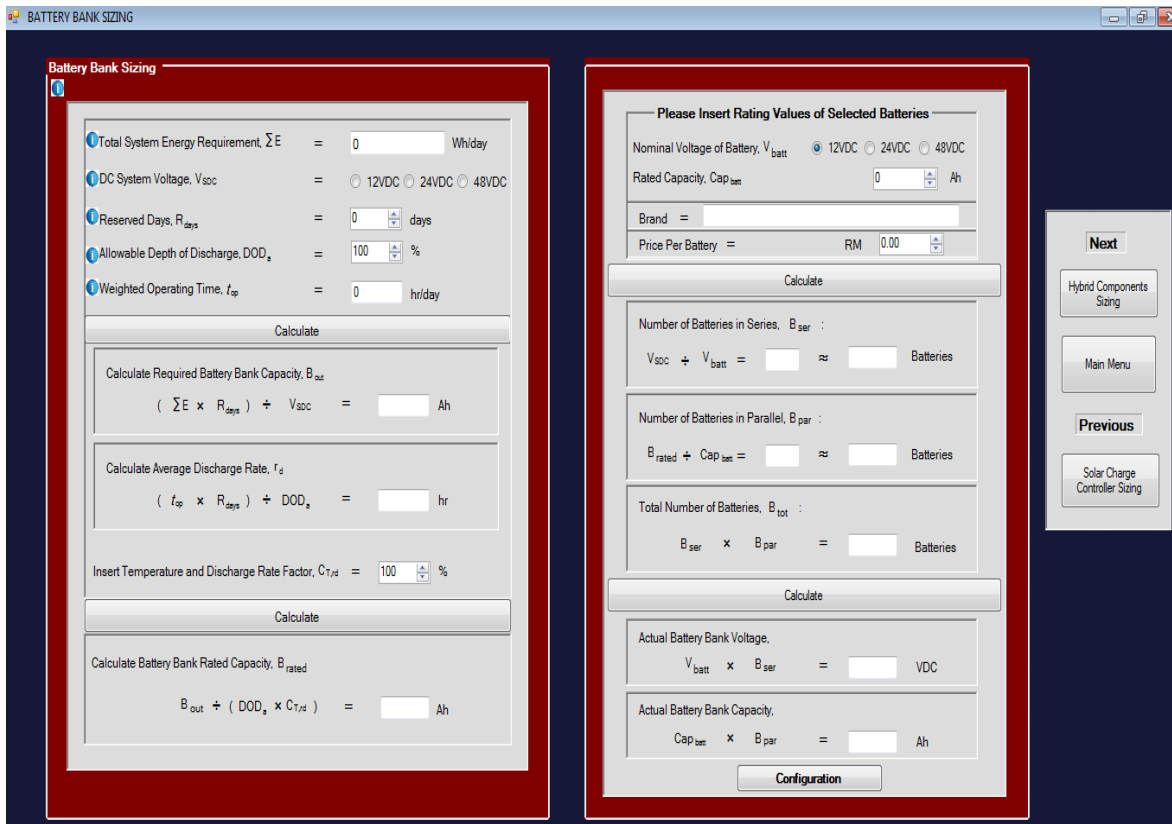 BATTERY BANK SIZING
Battery Bank Sizing
Total System Energy Requirement, ∑E = 0 Wh/day
DC System Voltage, VSDC = 12VDC 24VDC 48VDC
Reserved Days, Rdays = 0 days
Allowable Depth of Discharge, DODa = 100 %
Weighted Operating Time, top = 0 hr/day
Calculate
Calculate Required Battery Bank Capacity, Bout
( ∑E × Rdays ) ÷ VSDC = Ah
Calculate Average Discharge Rate, rd
( top × Rdays ) ÷ DODa = hr
Insert Temperature and Discharge Rate Factor, CT,rd = 100 %
Calculate
Calculate Battery Bank Rated Capacity, Brated
Bout ÷ ( DODa × CT,rd ) = Ah
Please Insert Rating Values of Selected Batteries
Nominal Voltage of Battery, Vbatt 12VDC 24VDC 48VDC
Rated Capacity, Capbatt 0 Ah
Brand =
Price Per Battery = RM 0.00
Calculate
Number of Batteries in Series, Bser :
VSDC ÷ Vbatt = ≈ Batteries
Number of Batteries in Parallel, Bpar :
Brated ÷ Capbatt = ≈ Batteries
Total Number of Batteries, Btot :
Bser × Bpar = Batteries
Calculate
Actual Battery Bank Voltage,
Vbatt × Bser = VDC
Actual Battery Bank Capacity,
Capbatt × Bpar = Ah
Configuration
Next
Hybrid Components
Sizing
Main Menu
Previous
Solar Charge
Controller Sizing